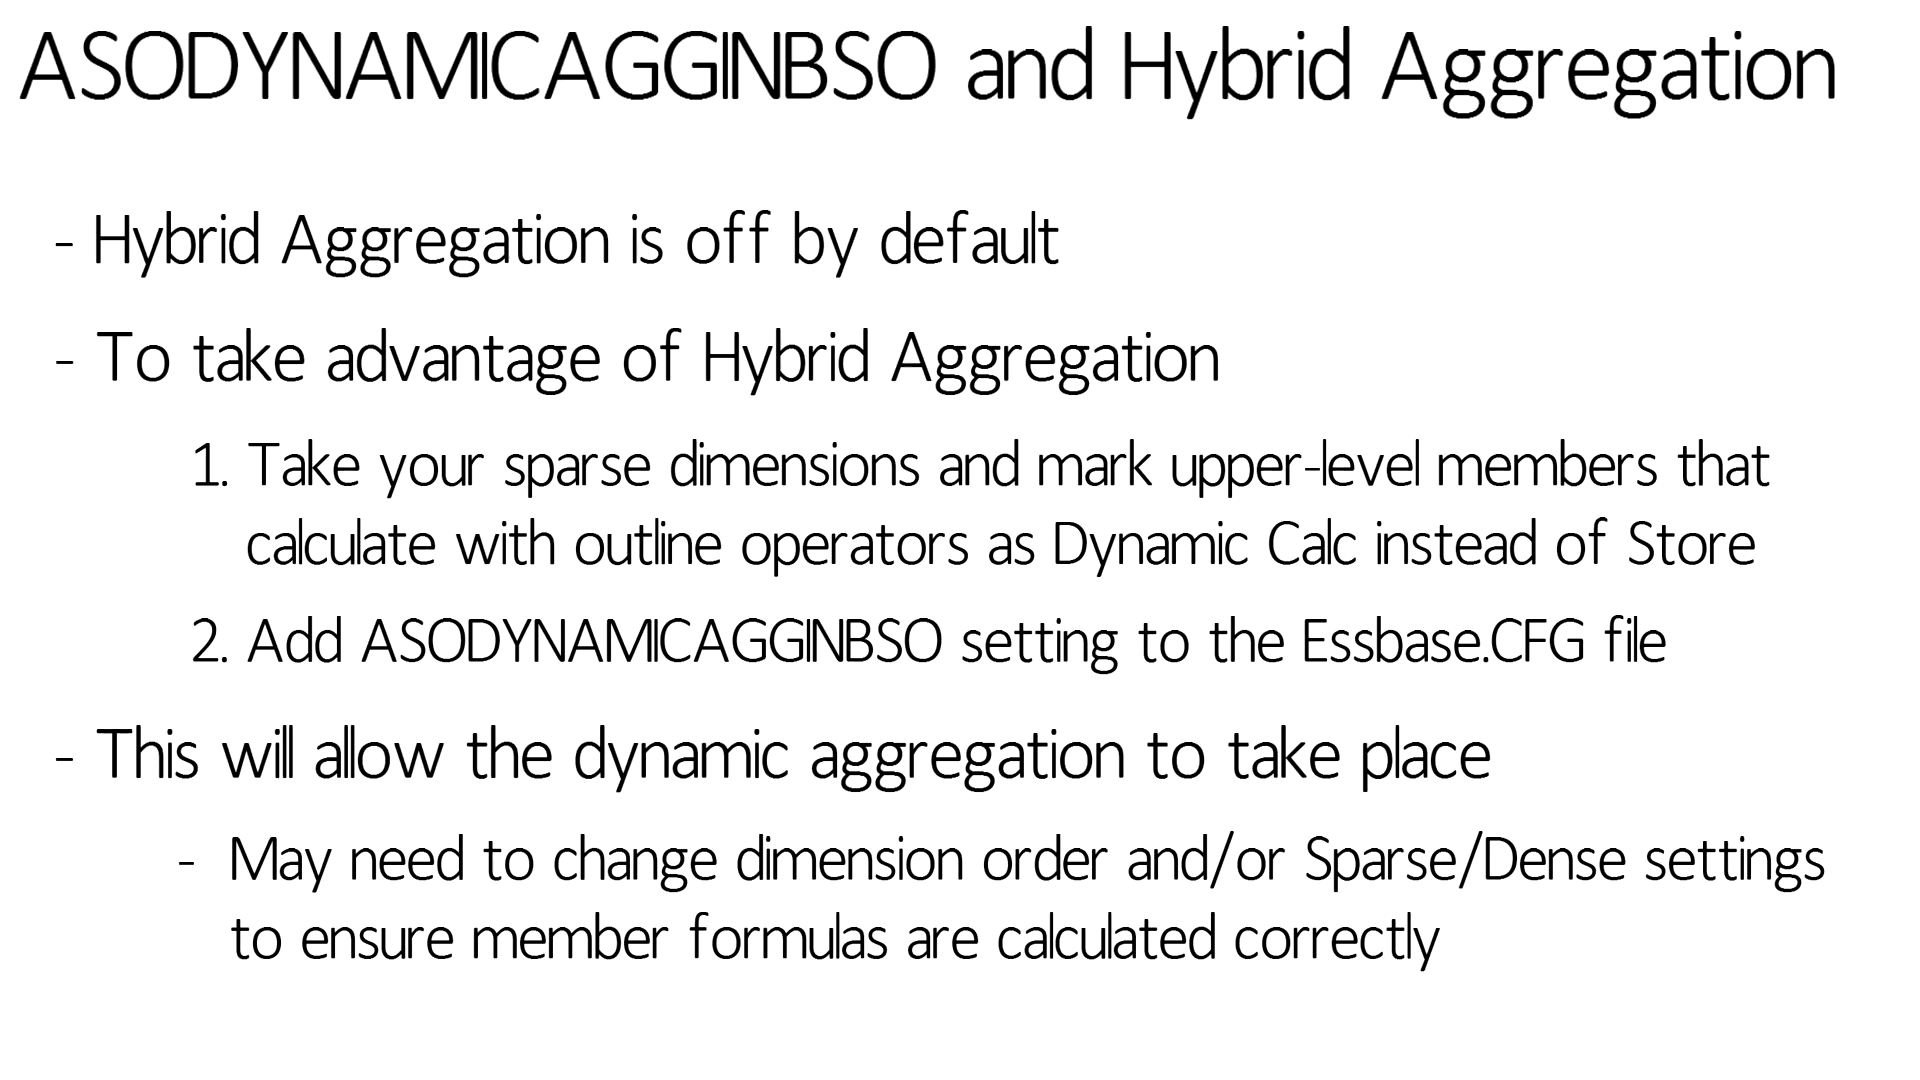 ASODYNAMICAGGINBSO and Hybrid Aggregation
- Hybrid Aggregation is off by default
- To take advantage of Hybrid Aggregation
1. Take your sparse dimensions and mark upper-level members that
calculate with outline operators as Dynamic Calc instead of Store
2. Add ASODYNAMICAGGINBSO setting to the Essbase.CFG file
- This will allow the dynamic aggregation to take place
- May need to change dimension order and/or Sparse/Dense settings
to ensure member formulas are calculated correctly